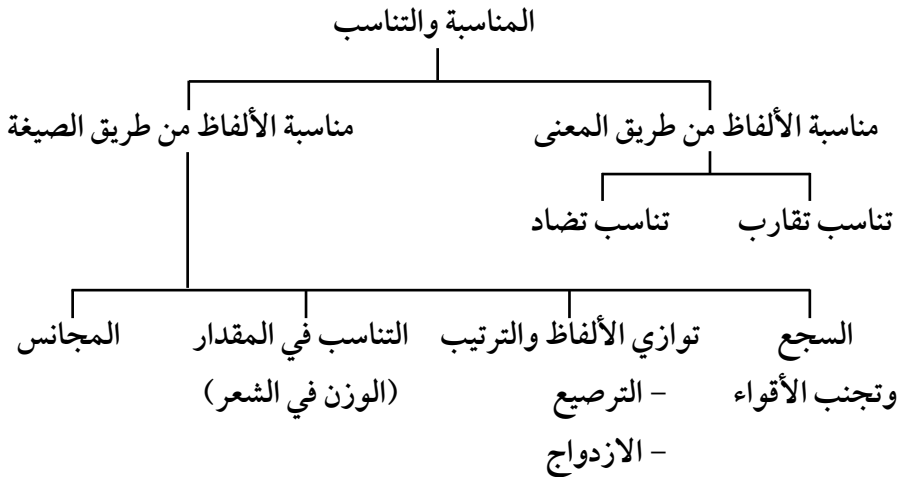 المناسبة والتناسب
مناسبة الألفاظ من طريق المعنى
مناسبة الألفاظ من طريق الصيغة
تناسب تقارب
تناسب تضاد
السجع
وتجنب الأقواء
توازي الألفاظ والترتيب
– الترصيع
– الازدواج
التناسب في المقدار
(الوزن في الشعر)
المجانس